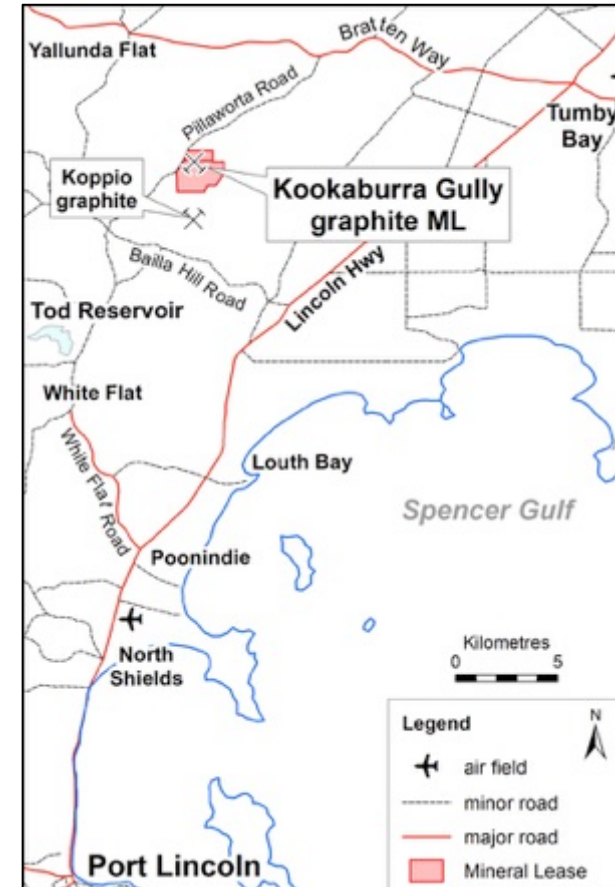 Yallunda Flat
Bratten Way
Pillaworta Road
Tumby
Bay
Koppio
graphite
Kookaburra Gully
graphite ML
Bailla Hill Road
Lincoln Hwy
Tod Reservoir
White Flat
White Flat Road
Louth Bay
Spencer Gulf
Poonindie
North
Shields
Kilometres
0 5
Port Lincoln
Legend
N
air field
minor road
major road
Mineral Lease